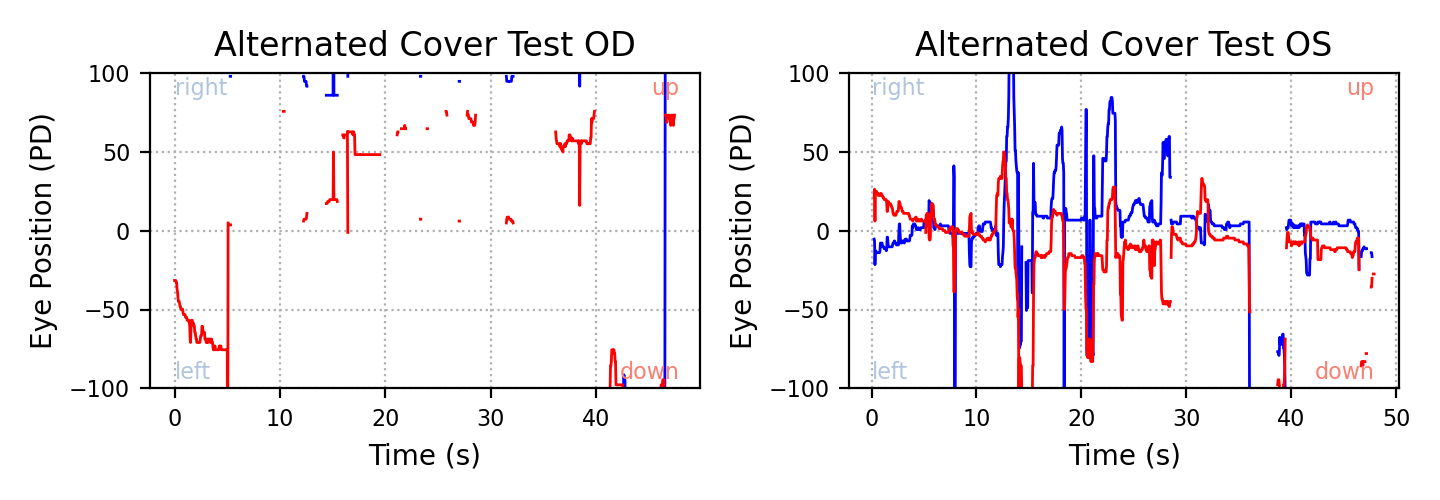 Alternated Cover Test OD
Eye Position (PD)
100
50
0
−50
−100
right
up
left
down
0
10
20
30
40
Time (s)
Alternated Cover Test OS
Eye Position (PD)
100
50
0
−50
−100
right
up
left
down
0
10
20
30
40
50
Time (s)